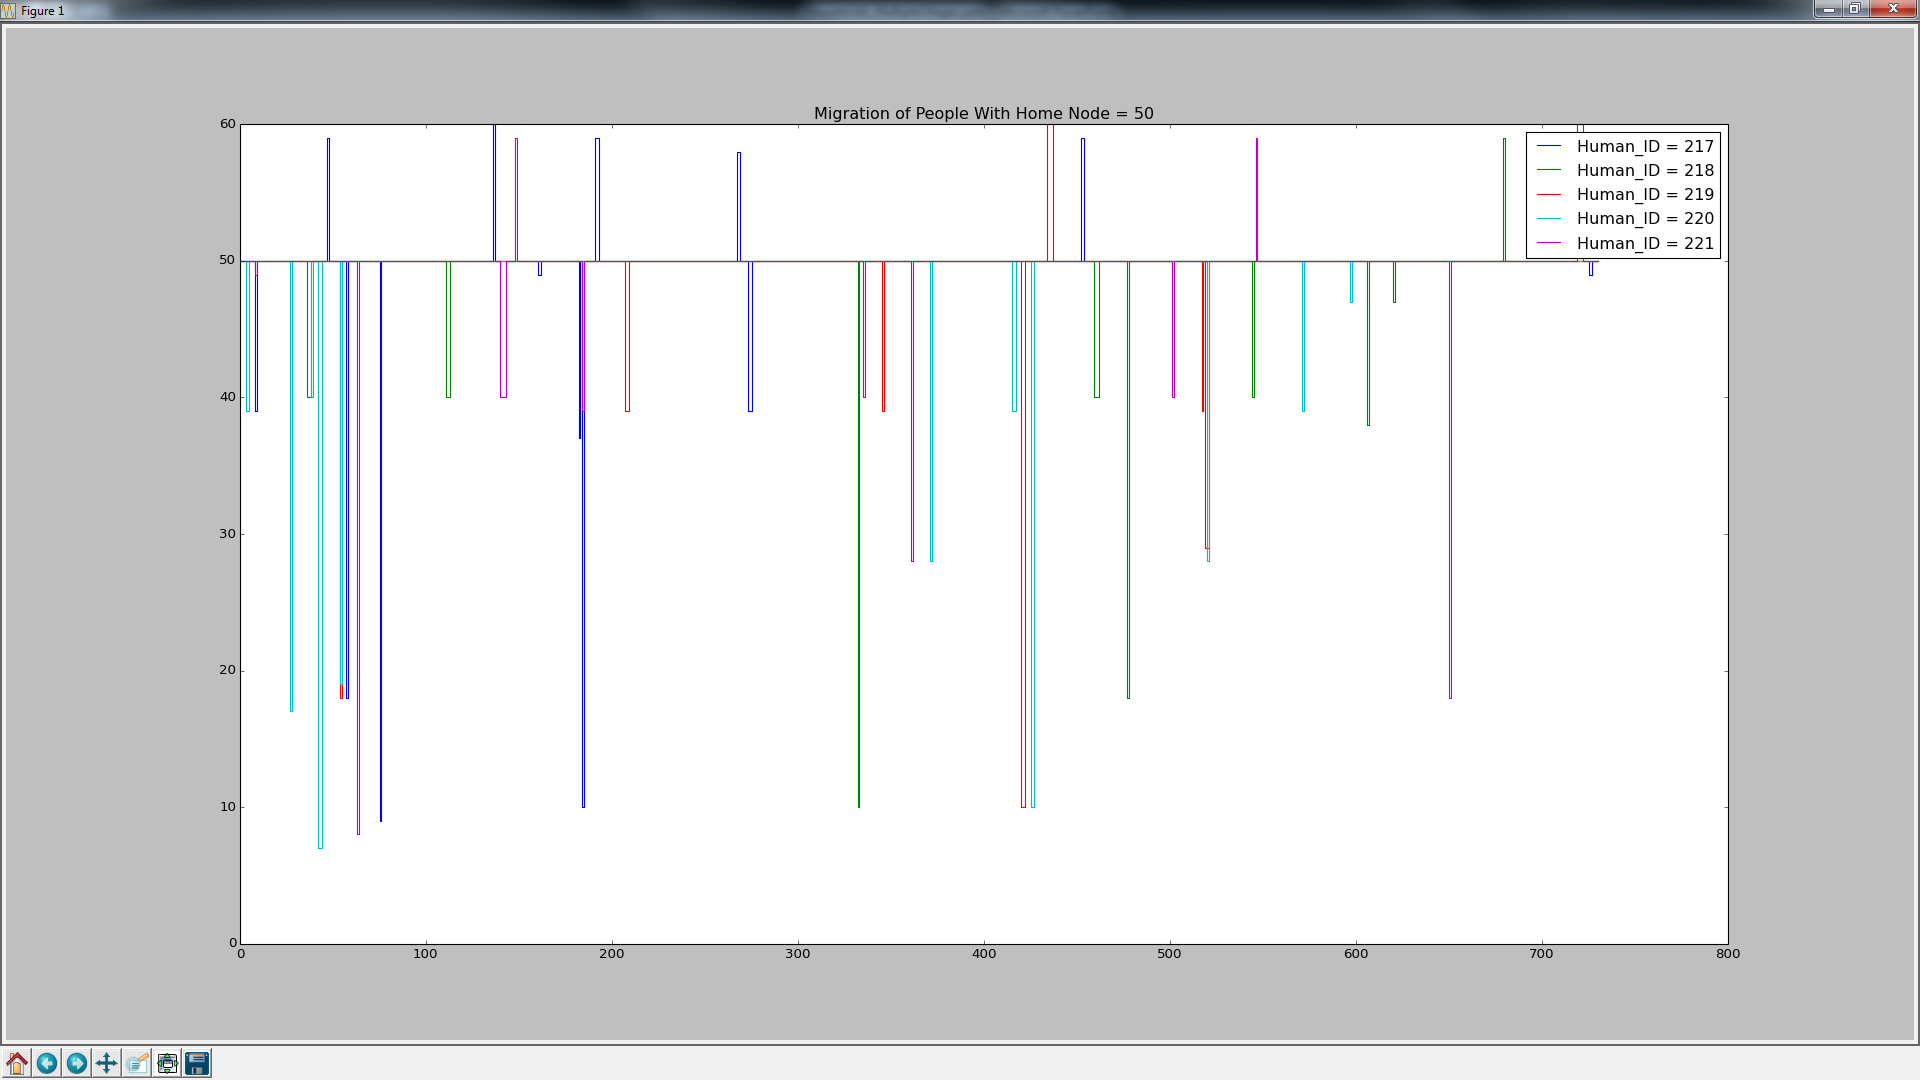 Figure 1
Migration of People With Home Node = 50
60
50
40
30
20
10
0
0 100 200 300 400 500 600 700 800
Human_ID = 217
Human_ID = 218
Human_ID = 219
Human_ID = 220
Human_ID = 221